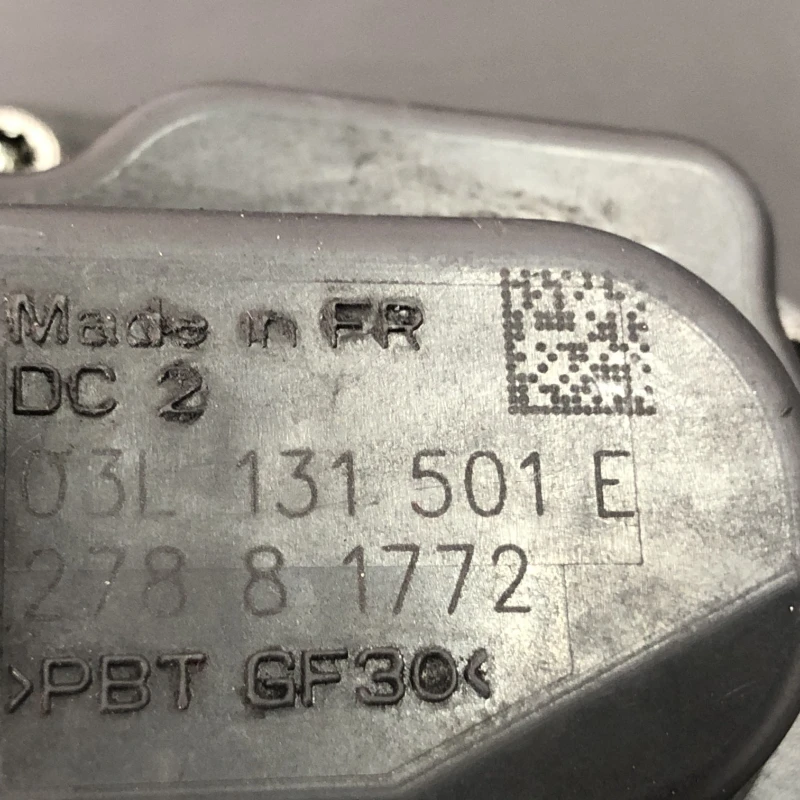 Made in FR
DC 2
03L 131 501 E
278 8 1772
>PBT GF30<